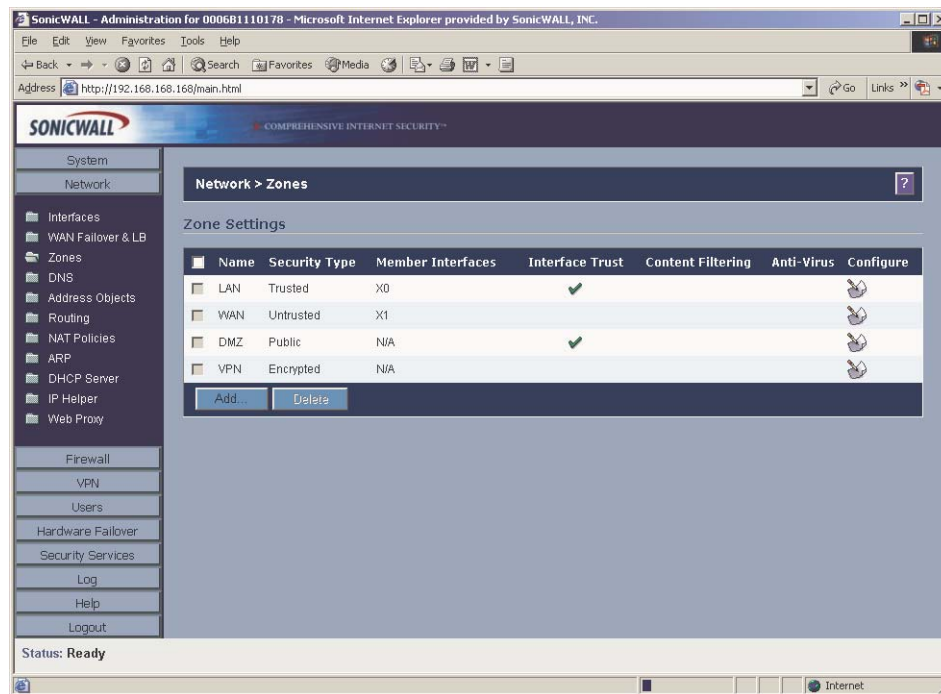 SonicWALL - Administration for 0006B1110178 - Microsoft Internet Explorer provided by SonicWALL, INC.
File Edit View Favorites Tools Help
Back Search Favorites Media
Address http://192.168.168.168/main.html Go Links »
SONICWALL COMPREHENSIVE INTERNET SECURITY™
System
Network
Interfaces
WAN Failover & LB
Zones
DNS
Address Objects
Routing
NAT Policies
ARP
DHCP Server
IP Helper
Web Proxy
Firewall
VPN
Users
Hardware Failover
Security Services
Log
Help
Logout
Network > Zones ?
Zone Settings
Name Security Type Member Interfaces Interface Trust Content Filtering Anti-Virus Configure
LAN Trusted X0
WAN Untrusted X1
DMZ Public N/A
VPN Encrypted N/A
Add... Delete
Status: Ready
Internet